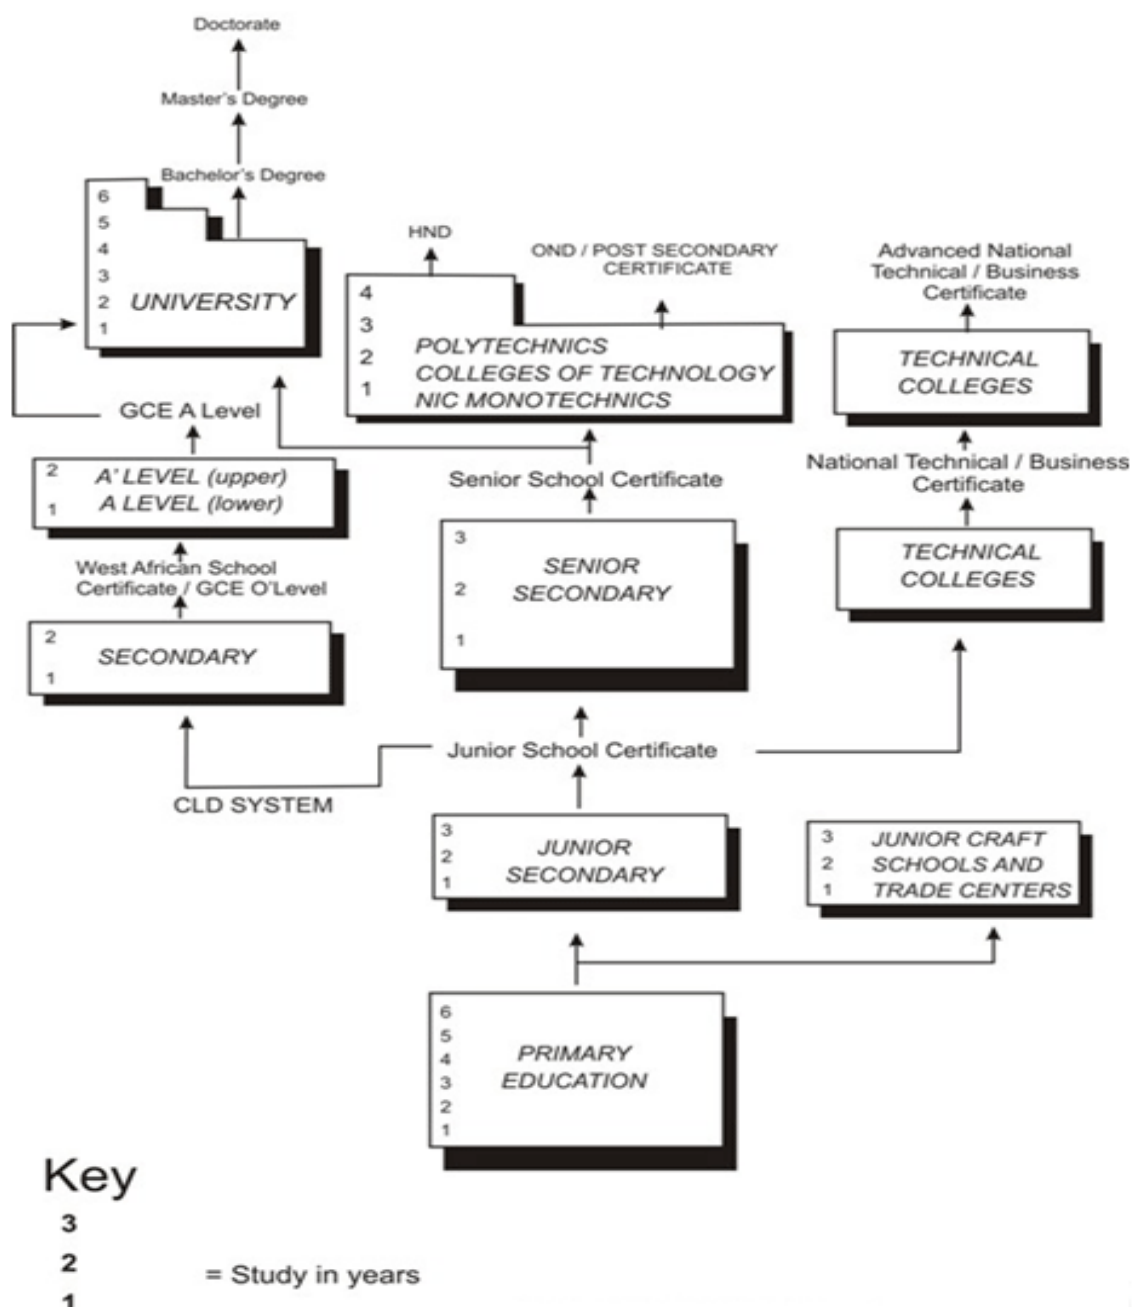 Doctorate
Master's Degree
Bachelor's Degree
6
5
4
3
2
1
UNIVERSITY
HND
OND / POST SECONDARY
CERTIFICATE
4
3
2
1
POLYTECHNICS
COLLEGES OF TECHNOLOGY
NIC MONOTECHNICS
Advanced National
Technical / Business
Certificate
TECHNICAL
COLLEGES
GCE A Level
2
1
A' LEVEL (upper)
A LEVEL (lower)
Senior School Certificate
National Technical / Business
Certificate
West African School
Certificate / GCE O'Level
3
2
1
SENIOR
SECONDARY
TECHNICAL
COLLEGES
2
1
SECONDARY
Junior School Certificate
CLD SYSTEM
3
2
1
JUNIOR
SECONDARY
3
2
1
JUNIOR CRAFT
SCHOOLS AND
TRADE CENTERS
6
5
4
3
2
1
PRIMARY
EDUCATION
Key
3
2
1
= Study in years